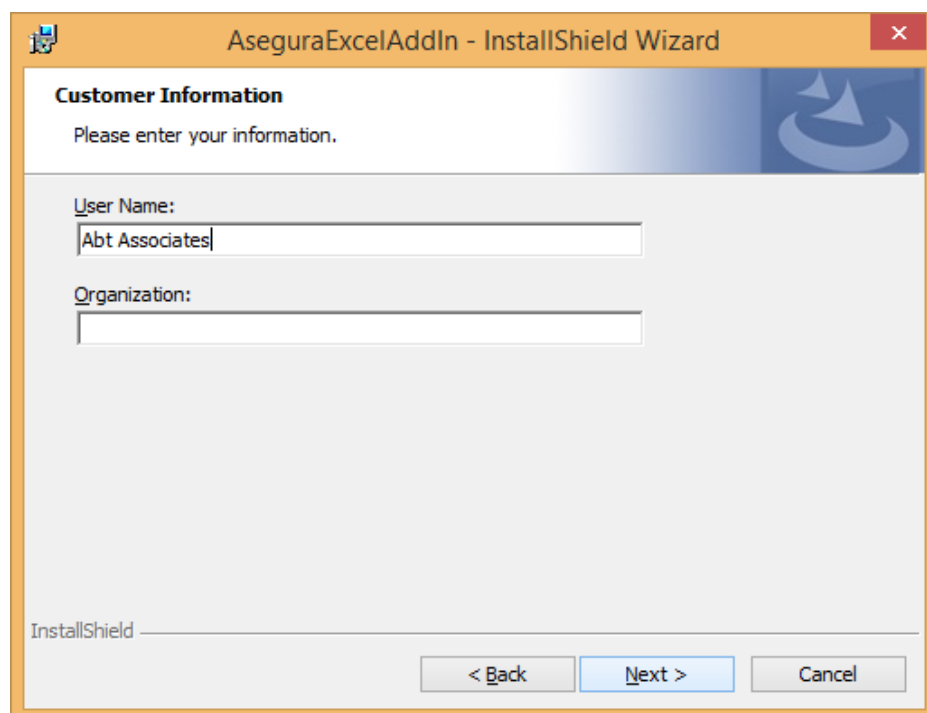 AseguraExcelAddIn - InstallShield Wizard
Customer Information
Please enter your information.
User Name:
Abt Associates
Organization:
InstallShield
< Back Next > Cancel